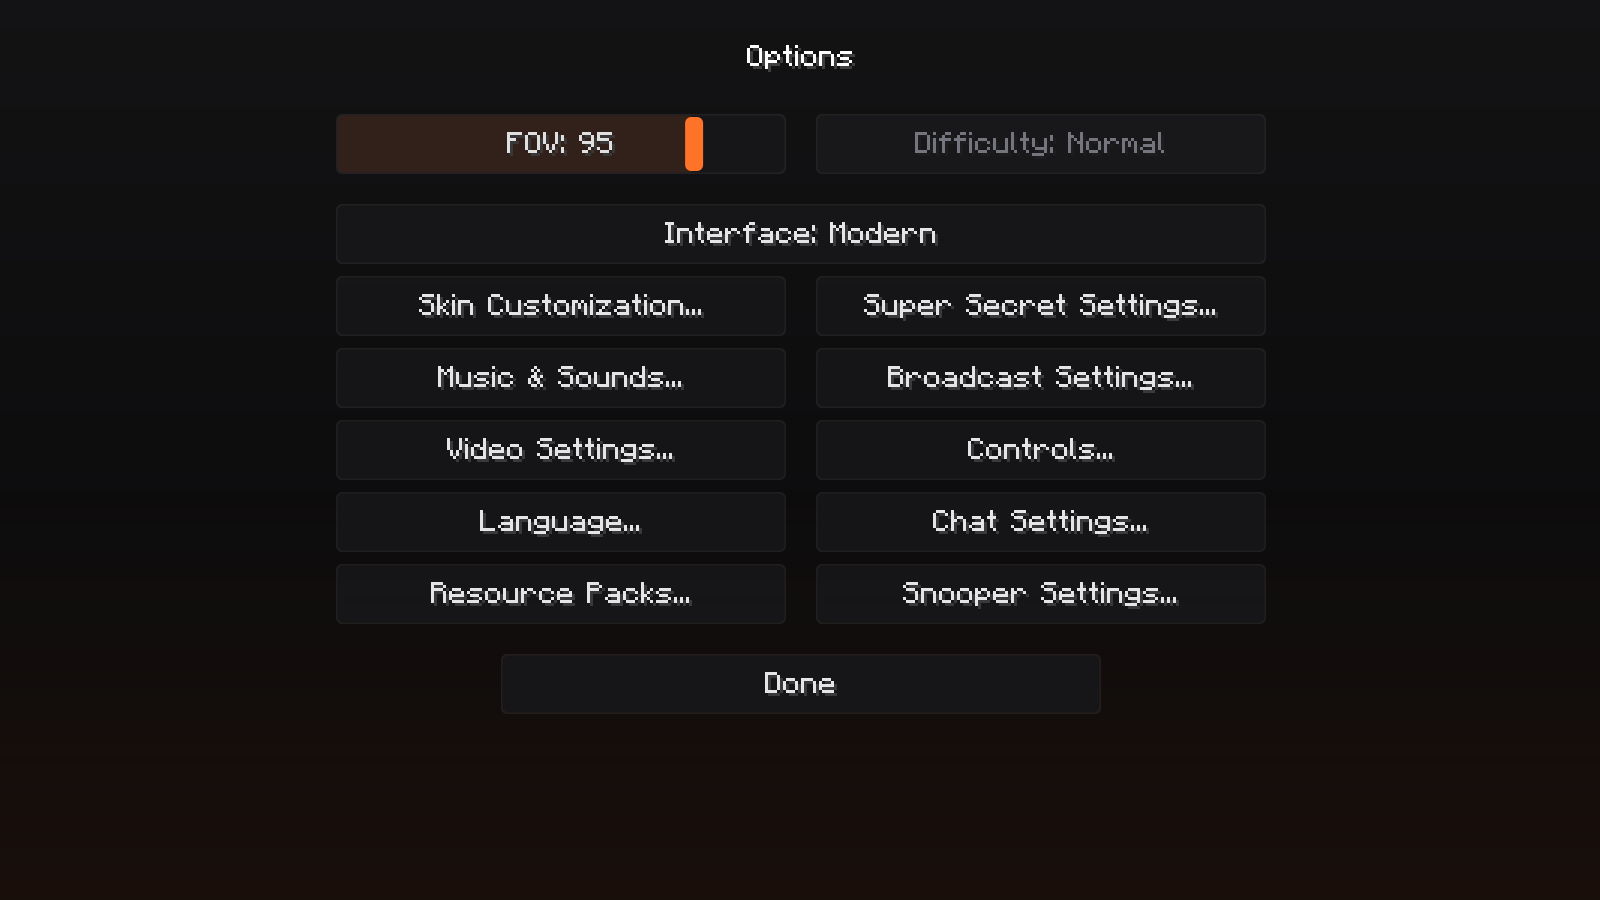 Options
FOV: 95
Difficulty: Normal
Interface: Modern
Skin Customization...
Super Secret Settings...
Music & Sounds...
Broadcast Settings...
Video Settings...
Controls...
Language...
Chat Settings...
Resource Packs...
Snooper Settings...
Done